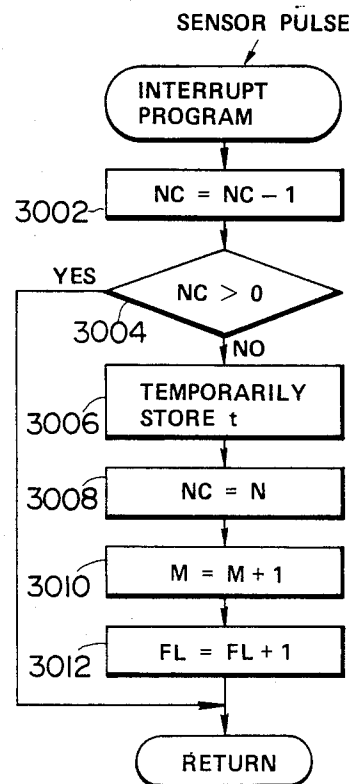 SENSOR PULSE
INTERRUPT
PROGRAM
NC = NC - 1
3002
YES
NC > 0
3004
NO
TEMPORARILY
STORE t
3006
NC = N
3008
M = M + 1
3010
FL = FL + 1
3012
RETURN